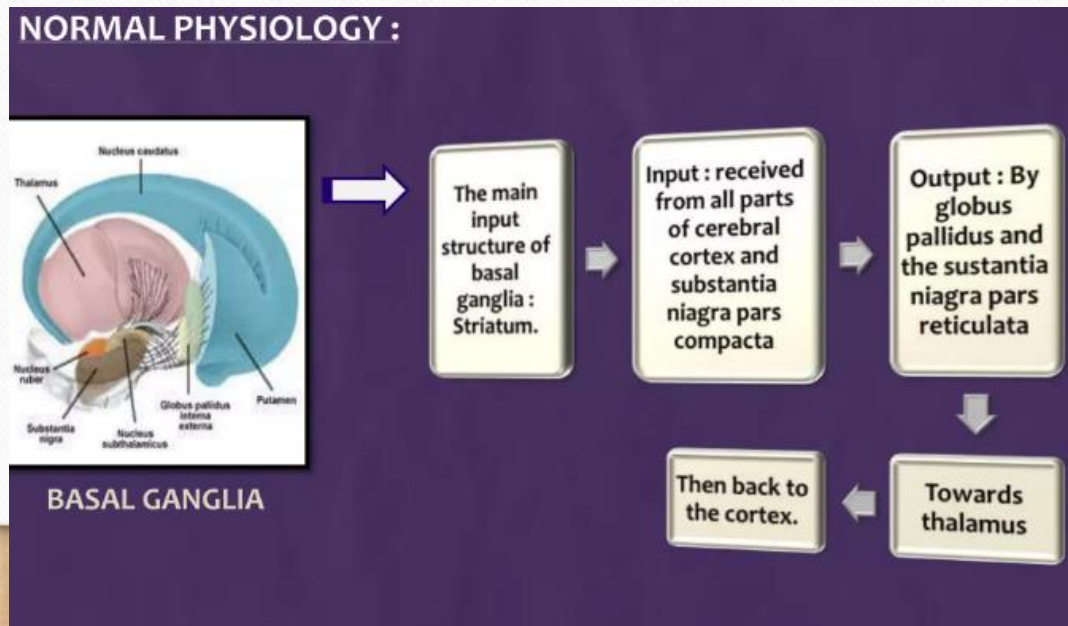 NORMAL PHYSIOLOGY :
Nucleus caudatus
Thalamus
Nucleus
ruber
Substantia
nigra
Nucleus
subthalamicus
Globus pallidus
interna
externa
Putamen
BASAL GANGLIA
The main
input
structure of
basal
ganglia :
Striatum.
Input : received
from all parts
of cerebral
cortex and
substantia
niagra pars
compacta
Output : By
globus
pallidus and
the sustantia
niagra pars
reticulata
Towards
thalamus
Then back to
the cortex.